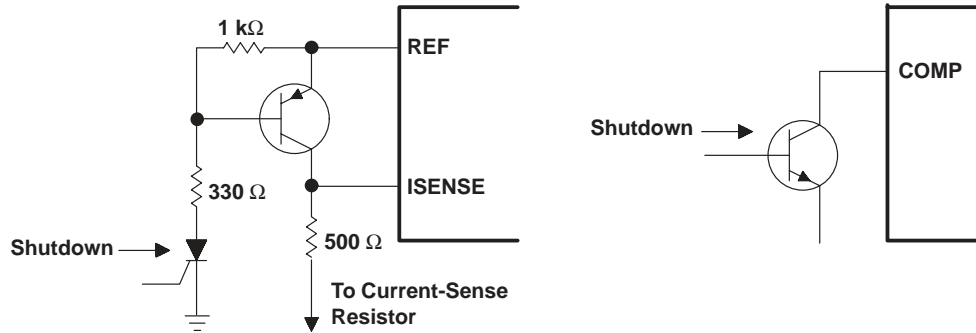 1 kΩ
REF
COMP
Shutdown
330 Ω
ISENSE
Shutdown
500 Ω
To Current-Sense
Resistor